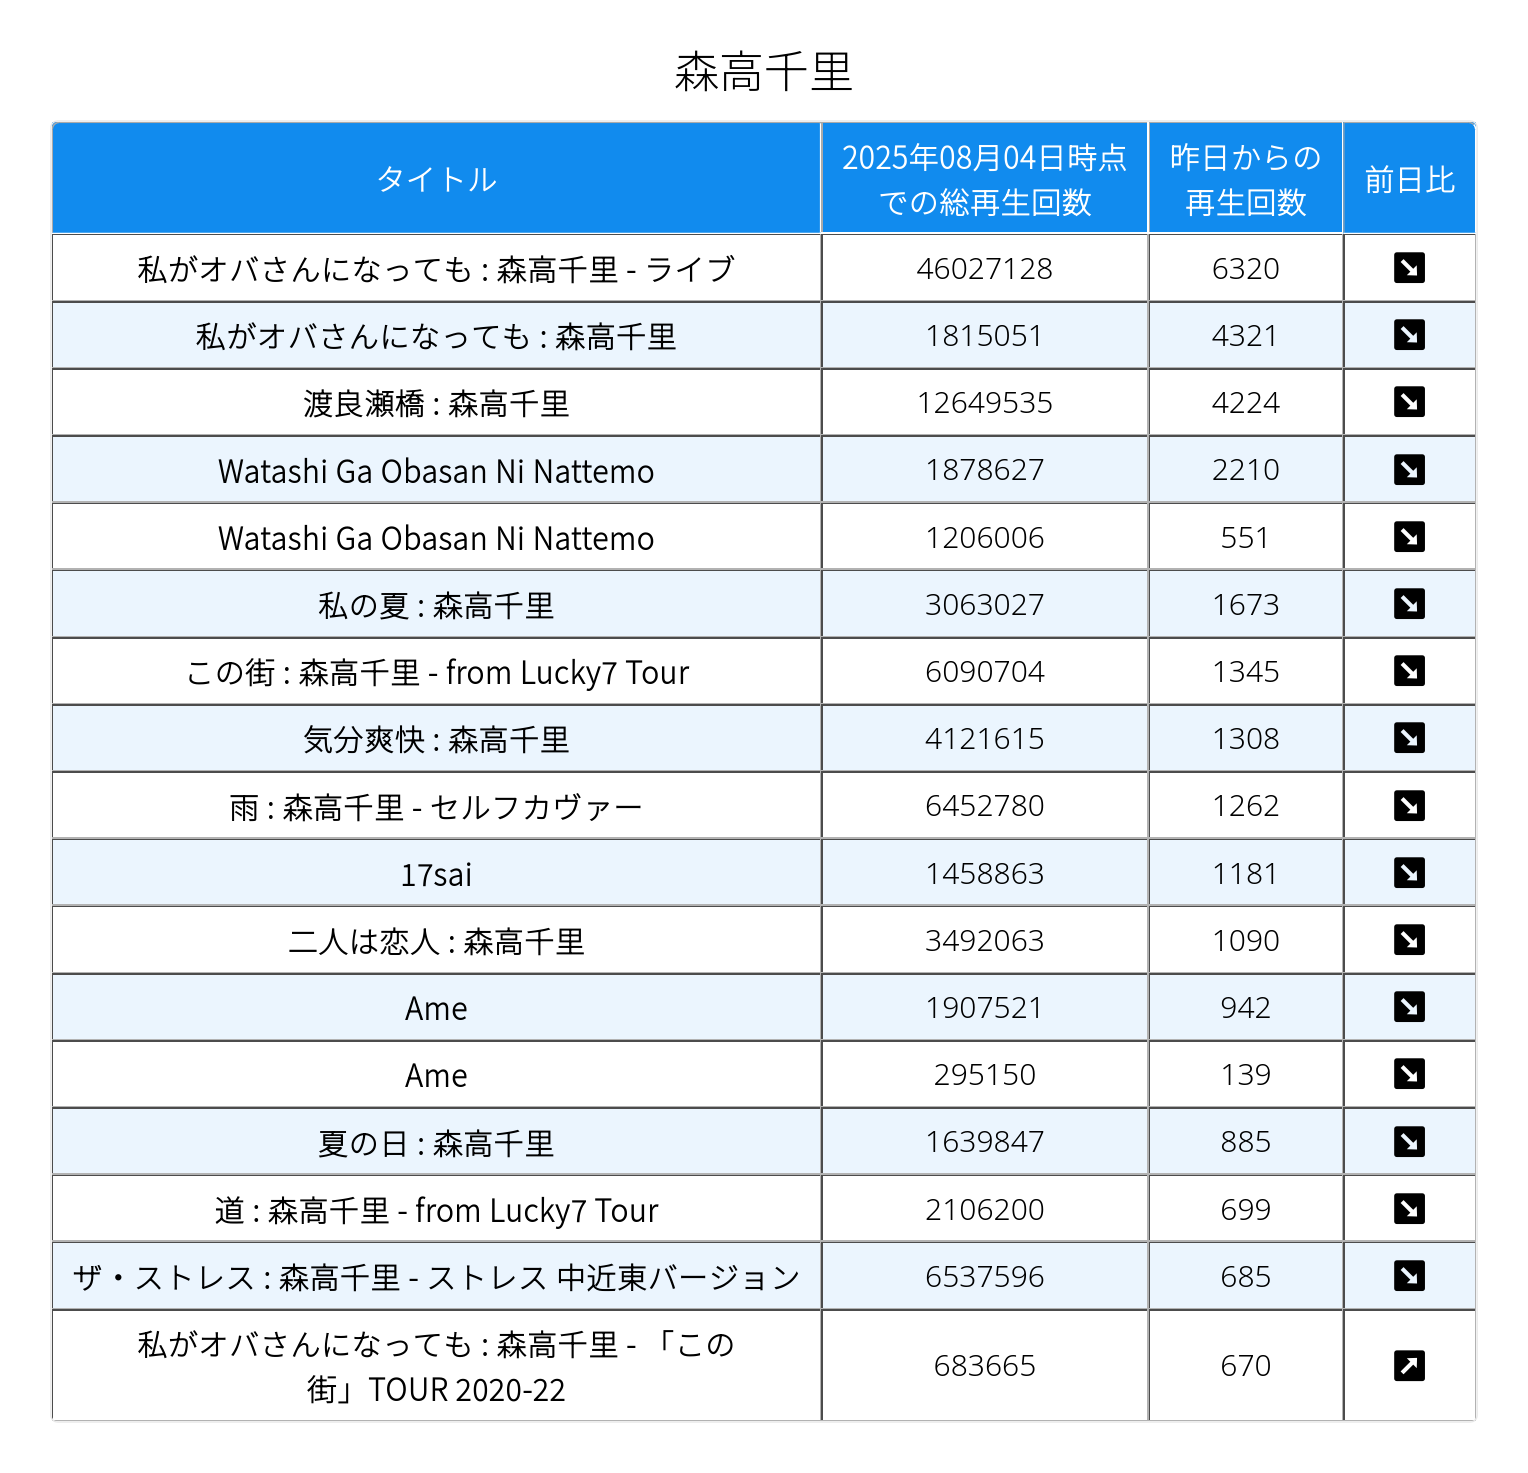 森高千里
タイトル 2025年08月04日時点での総再生回数 昨日からの再生回数 前日比
私がオバさんになっても : 森高千里 - ライブ 46027128 6320
私がオバさんになっても : 森高千里 1815051 4321
渡良瀬橋 : 森高千里 12649535 4224
Watashi Ga Obasan Ni Nattemo 1878627 2210
Watashi Ga Obasan Ni Nattemo 1206006 551
私の夏 : 森高千里 3063027 1673
この街 : 森高千里 - from Lucky7 Tour 6090704 1345
気分爽快 : 森高千里 4121615 1308
雨 : 森高千里 - セルフカヴァー 6452780 1262
17sai 1458863 1181
二人は恋人 : 森高千里 3492063 1090
Ame 1907521 942
Ame 295150 139
夏の日 : 森高千里 1639847 885
道 : 森高千里 - from Lucky7 Tour 2106200 699
ザ・ストレス : 森高千里 - ストレス 中近東バージョン 6537596 685
私がオバさんになっても : 森高千里 - 「この街」TOUR 2020-22 683665 670